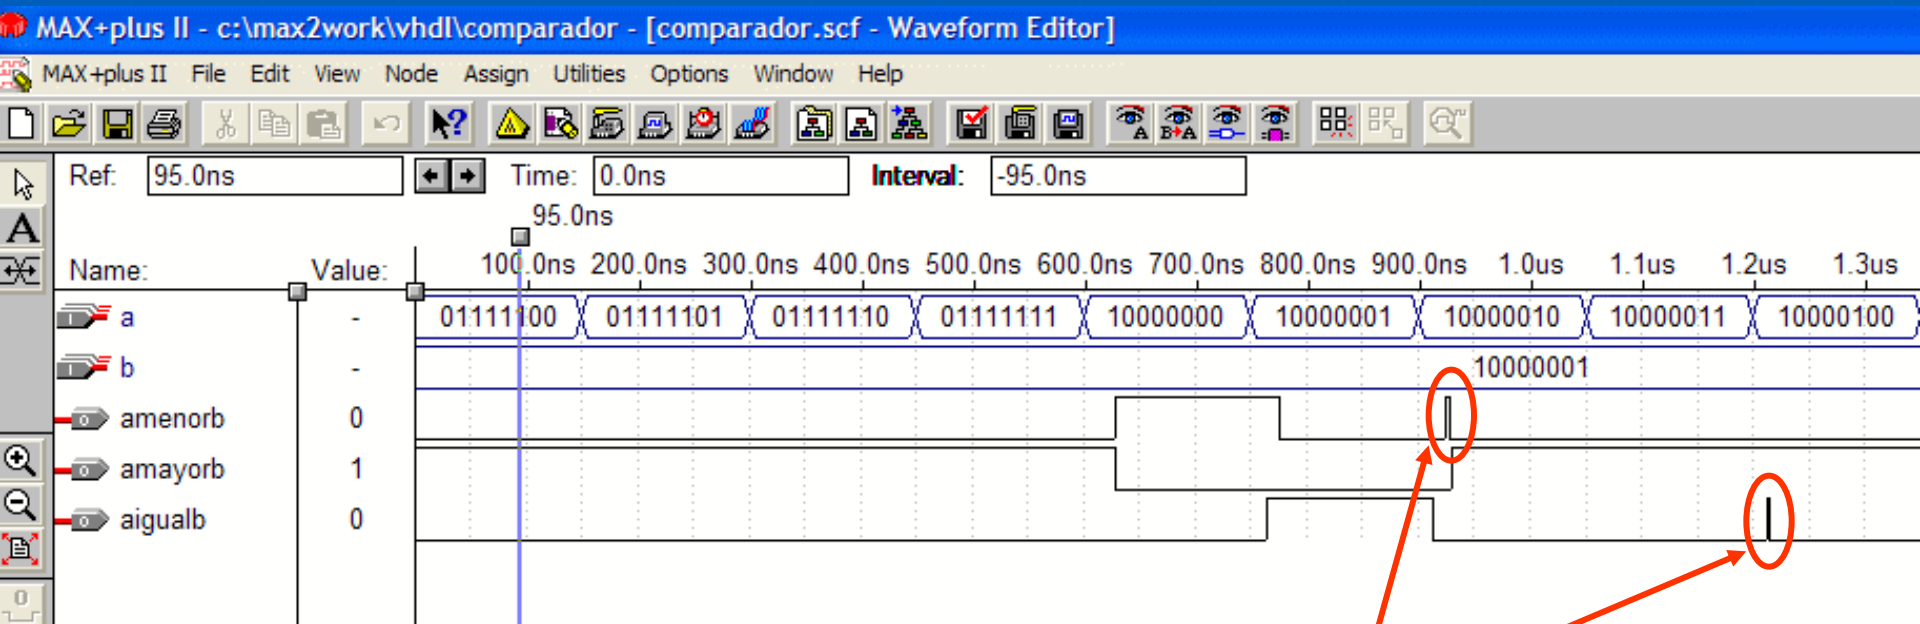 MAX+plus II - c:\max2work\vhdl\comparador - [comparador.scf - Waveform Editor]
MAX+plus II File Edit View Node Assign Utilities Options Window Help
Ref: 95.0ns Time: 0.0ns Interval: -95.0ns
95.0ns
Name: Value: 100.0ns 200.0ns 300.0ns 400.0ns 500.0ns 600.0ns 700.0ns 800.0ns 900.0ns 1.0us 1.1us 1.2us 1.3us
a - 01111100 01111101 01111110 01111111 10000000 10000001 10000010 10000011 10000100
b - 10000001
amenorb 0
amayorb 1
aigualb 0